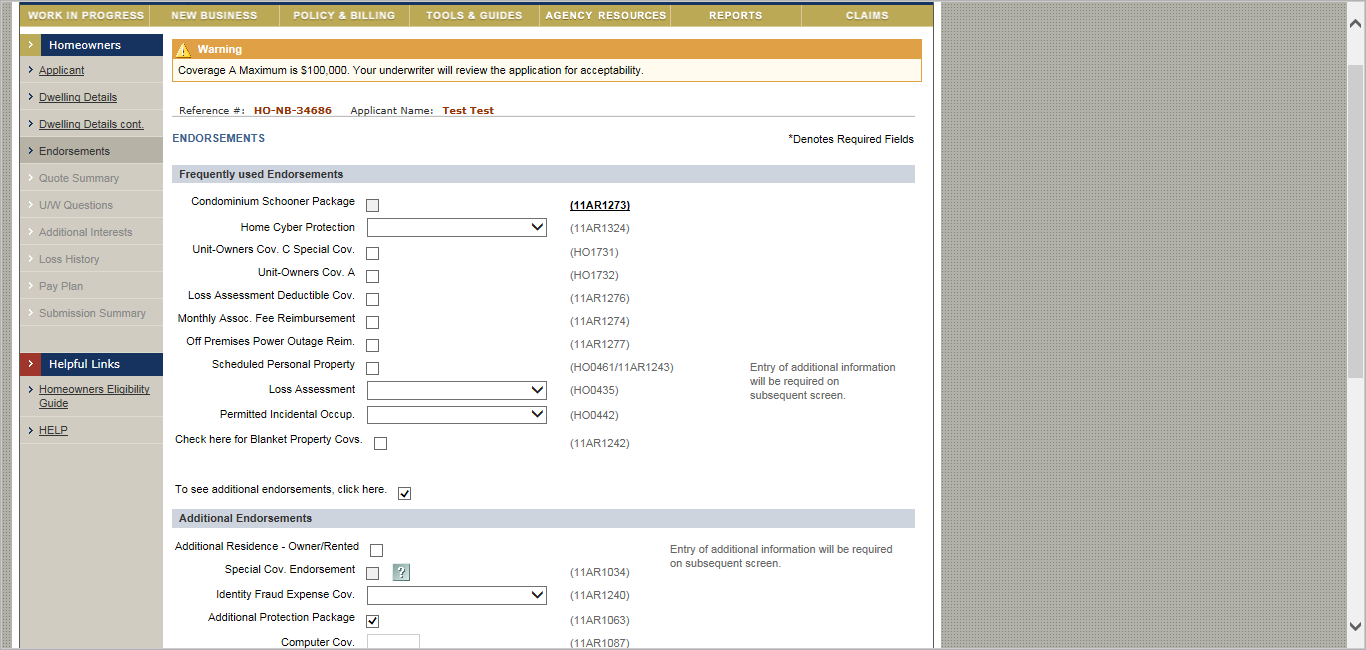 WORK IN PROGRESS NEW BUSINESS POLICY & BILLING TOOLS & GUIDES AGENCY RESOURCES REPORTS CLAIMS
Homeowners
Applicant
Dwelling Details
Dwelling Details cont.
Endorsements
Quote Summary
U/W Questions
Additional Interests
Loss History
Pay Plan
Submission Summary
Helpful Links
Homeowners Eligibility
Guide
HELP
Warning
Coverage A Maximum is $100,000. Your underwriter will review the application for acceptability.
Reference #: HO-NB-34686 Applicant Name: Test Test
ENDORSEMENTS
*Denotes Required Fields
Frequently used Endorsements
Condominium Schooner Package (11AR1273)
Home Cyber Protection (11AR1324)
Unit-Owners Cov. C Special Cov. (HO1731)
Unit-Owners Cov. A (HO1732)
Loss Assessment Deductible Cov. (11AR1276)
Monthly Assoc. Fee Reimbursement (11AR1274)
Off Premises Power Outage Reim. (11AR1277)
Scheduled Personal Property (HO0461/11AR1243) Entry of additional information
will be required on
subsequent screen.
Loss Assessment (HO0435)
Permitted Incidental Occup. (HO0442)
Check here for Blanket Property Covs. (11AR1242)
To see additional endorsements, click here.
Additional Endorsements
Additional Residence - Owner/Rented Entry of additional information will be required
on subsequent screen.
Special Cov. Endorsement ? (11AR1034)
Identity Fraud Expense Cov. (11AR1240)
Additional Protection Package (11AR1063)
Computer Cov. (11AR1087)